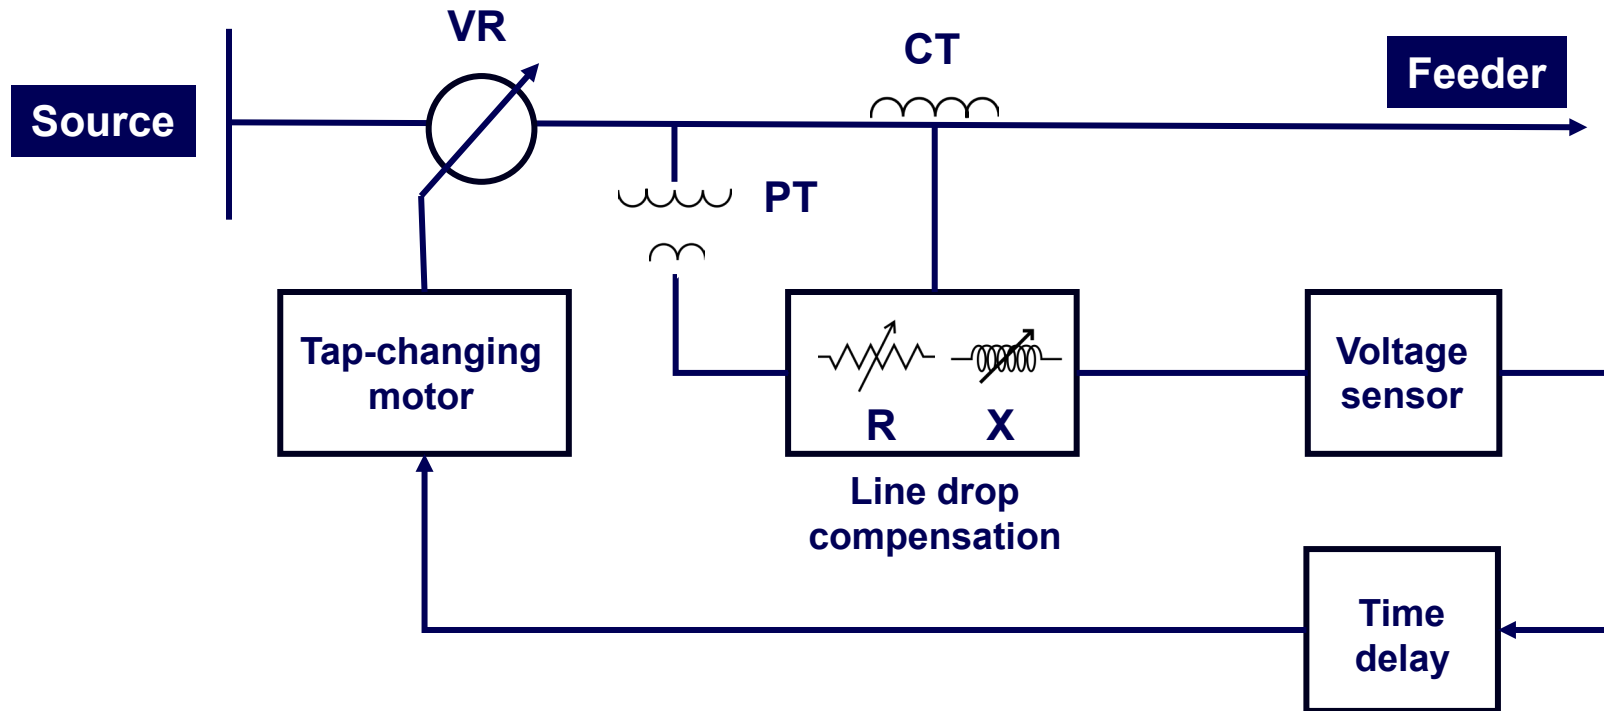 VR
CT
Feeder
Source
PT
Tap-changing
motor
R X
Line drop
compensation
Voltage
sensor
Time
delay